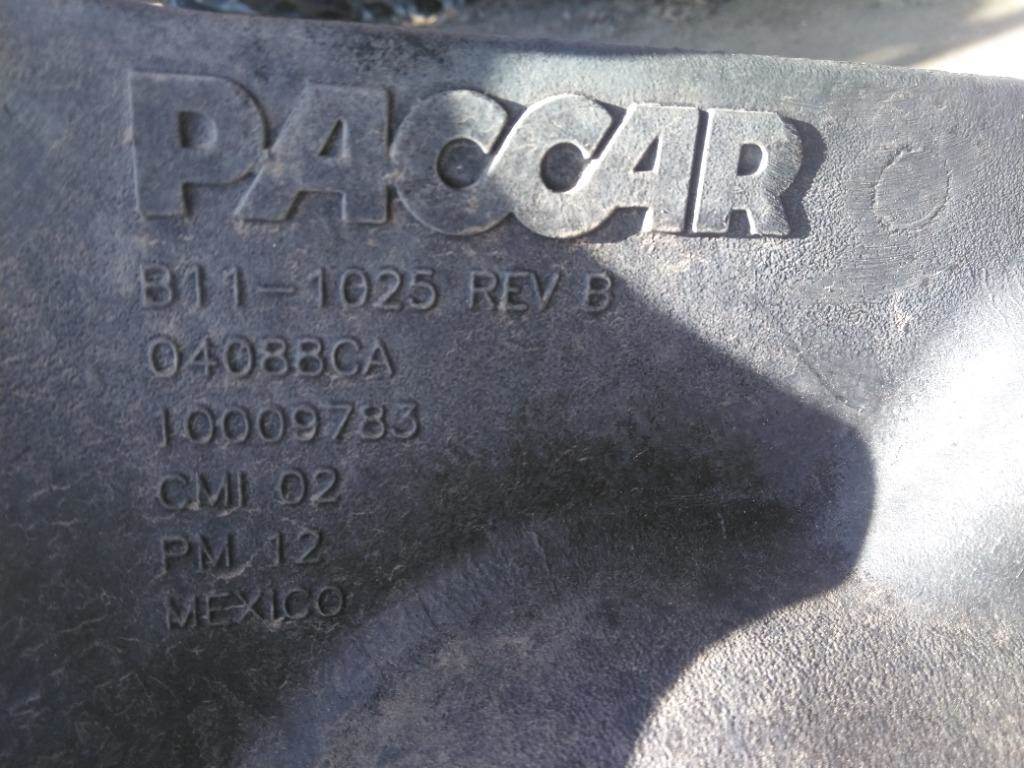 PACCAR
B11-1025 REV B
04088CA
10009783
CMI 02
PM 12
MEXICO